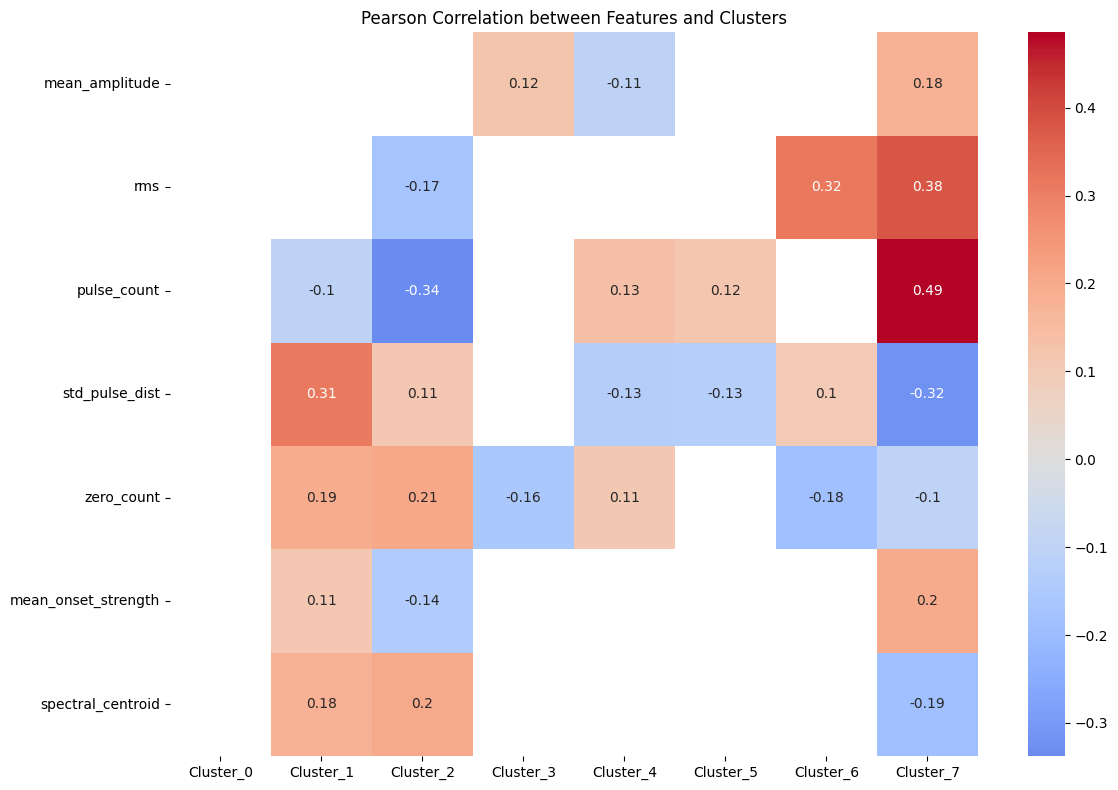 Pearson Correlation between Features and Clusters
mean_amplitude
0.12 -0.11 0.18
rms
-0.17 0.32 0.38
pulse_count
-0.1 -0.34 0.13 0.12 0.49
std_pulse_dist
0.31 0.11 -0.13 -0.13 0.1 -0.32
zero_count
0.19 0.21 -0.16 0.11 -0.18 -0.1
mean_onset_strength
0.11 -0.14 0.2
spectral_centroid
0.18 0.2 -0.19
Cluster_0 Cluster_1 Cluster_2 Cluster_3 Cluster_4 Cluster_5 Cluster_6 Cluster_7
0.4
0.3
0.2
0.1
0.0
−0.1
−0.2
−0.3